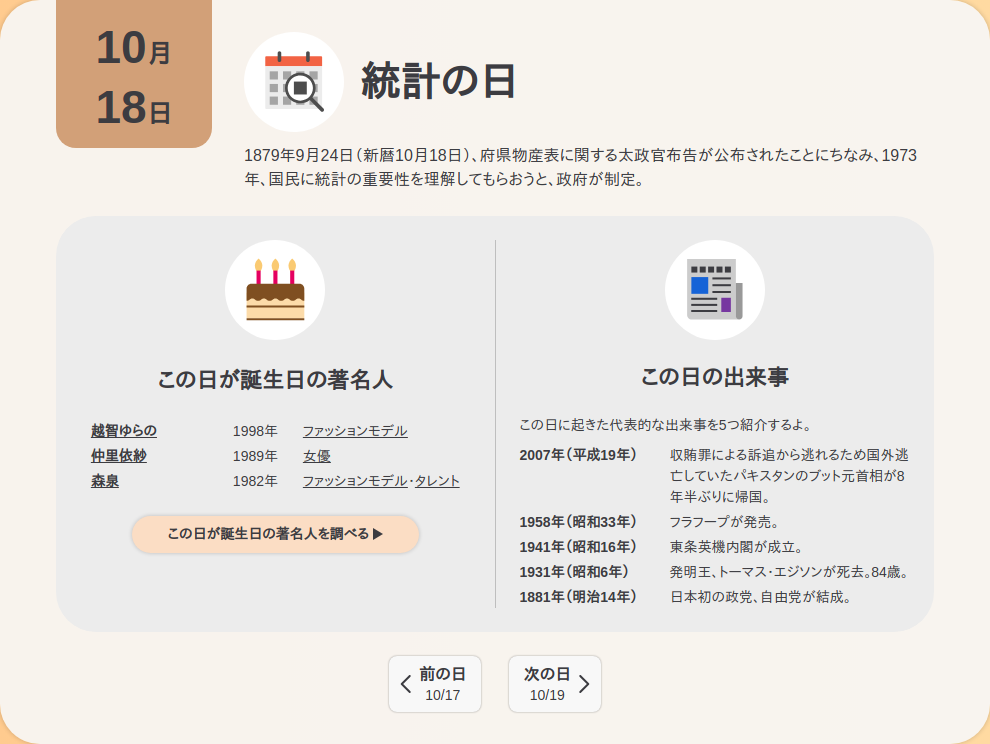 10月
18日
統計の日
1879年9月24日（新暦10月18日）、府県物産表に関する太政官布告が公布されたことにちなみ、1973
年、国民に統計の重要性を理解してもらおうと、政府が制定。
この日が誕生日の著名人
越智ゆらの 1998年 ファッションモデル
仲里依紗 1989年 女優
森泉 1982年 ファッションモデル・タレント
この日が誕生日の著名人を調べる▶
この日の出来事
この日に起きた代表的な出来事を5つ紹介するよ。
2007年（平成19年） 収賄罪による訴追から逃れるため国外逃
亡していたパキスタンのブット元首相が8
年半ぶりに帰国。
1958年（昭和33年） フラフープが発売。
1941年（昭和16年） 東条英機内閣が成立。
1931年（昭和6年） 発明王、トーマス・エジソンが死去。84歳。
1881年（明治14年） 日本初の政党、自由党が結成。
前の日
10/17
次の日
10/19